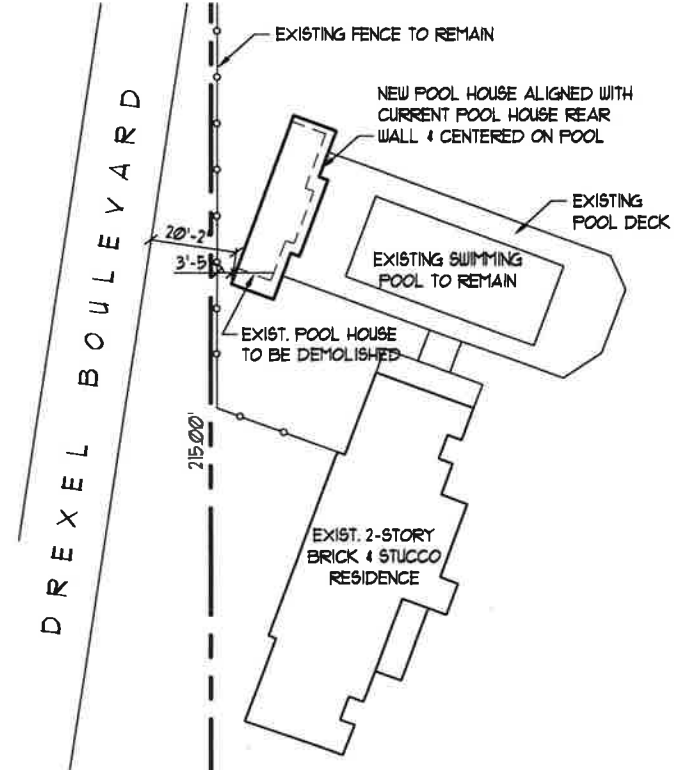 EXISTING FENCE TO REMAIN
NEW POOL HOUSE ALIGNED WITH
CURRENT POOL HOUSE REAR
WALL & CENTERED ON POOL
EXISTING
POOL DECK
DREXEL BOULEVARD
20'-2"
3'-5"
EXISTING SWIMMING
POOL TO REMAIN
EXIST. POOL HOUSE
TO BE DEMOLISHED
215.00'
EXIST. 2-STORY
BRICK & STUCCO
RESIDENCE